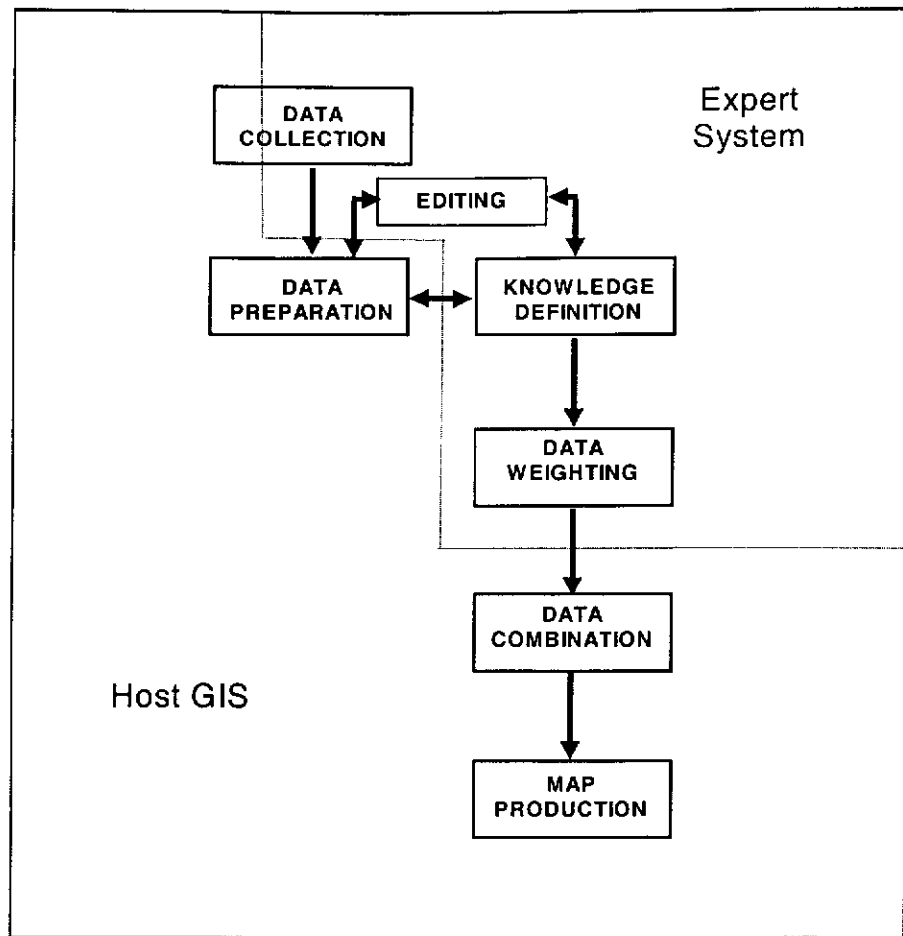 Expert
System
DATA
COLLECTION
EDITING
DATA
PREPARATION
KNOWLEDGE
DEFINITION
DATA
WEIGHTING
DATA
COMBINATION
Host GIS
MAP
PRODUCTION